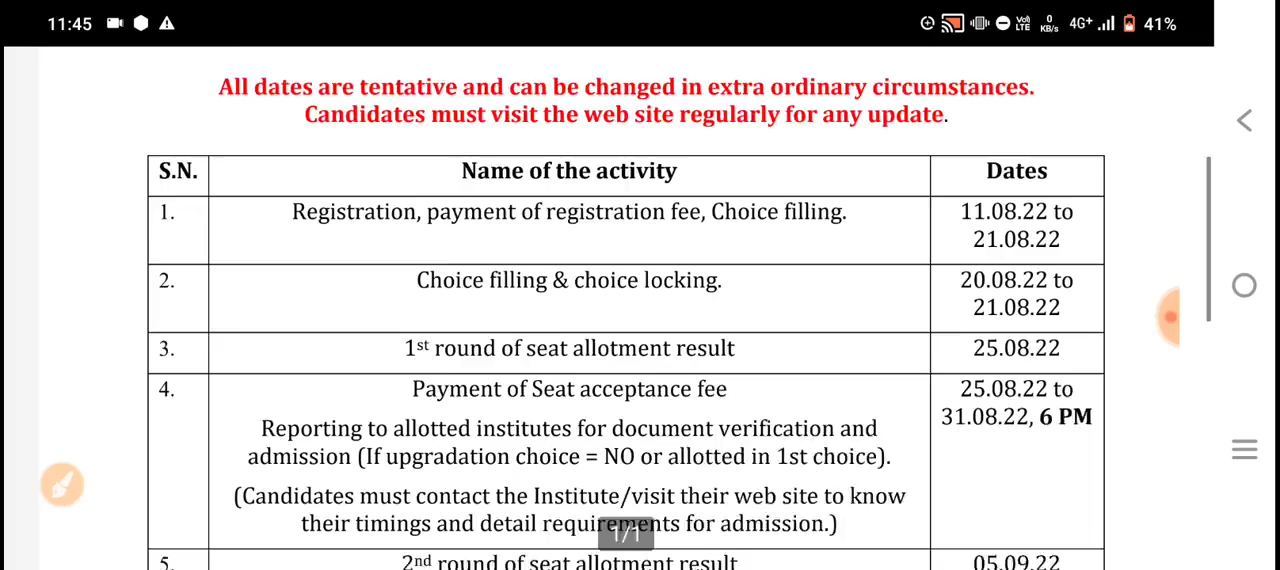 11:45
Vo) LTE
0 KB/s
4G+
41%
All dates are tentative and can be changed in extra ordinary circumstances.
Candidates must visit the web site regularly for any update.
S.N. Name of the activity Dates
1. Registration, payment of registration fee, Choice filling. 11.08.22 to
21.08.22
2. Choice filling & choice locking. 20.08.22 to
21.08.22
3. 1st round of seat allotment result 25.08.22
4. Payment of Seat acceptance fee 25.08.22 to
31.08.22, 6 PM
Reporting to allotted institutes for document verification and
admission (If upgradation choice = NO or allotted in 1st choice).
(Candidates must contact the Institute/visit their web site to know
their timings and detail requirements for admission.)
1/1
5. 2nd round of seat allotment result 05.09.22